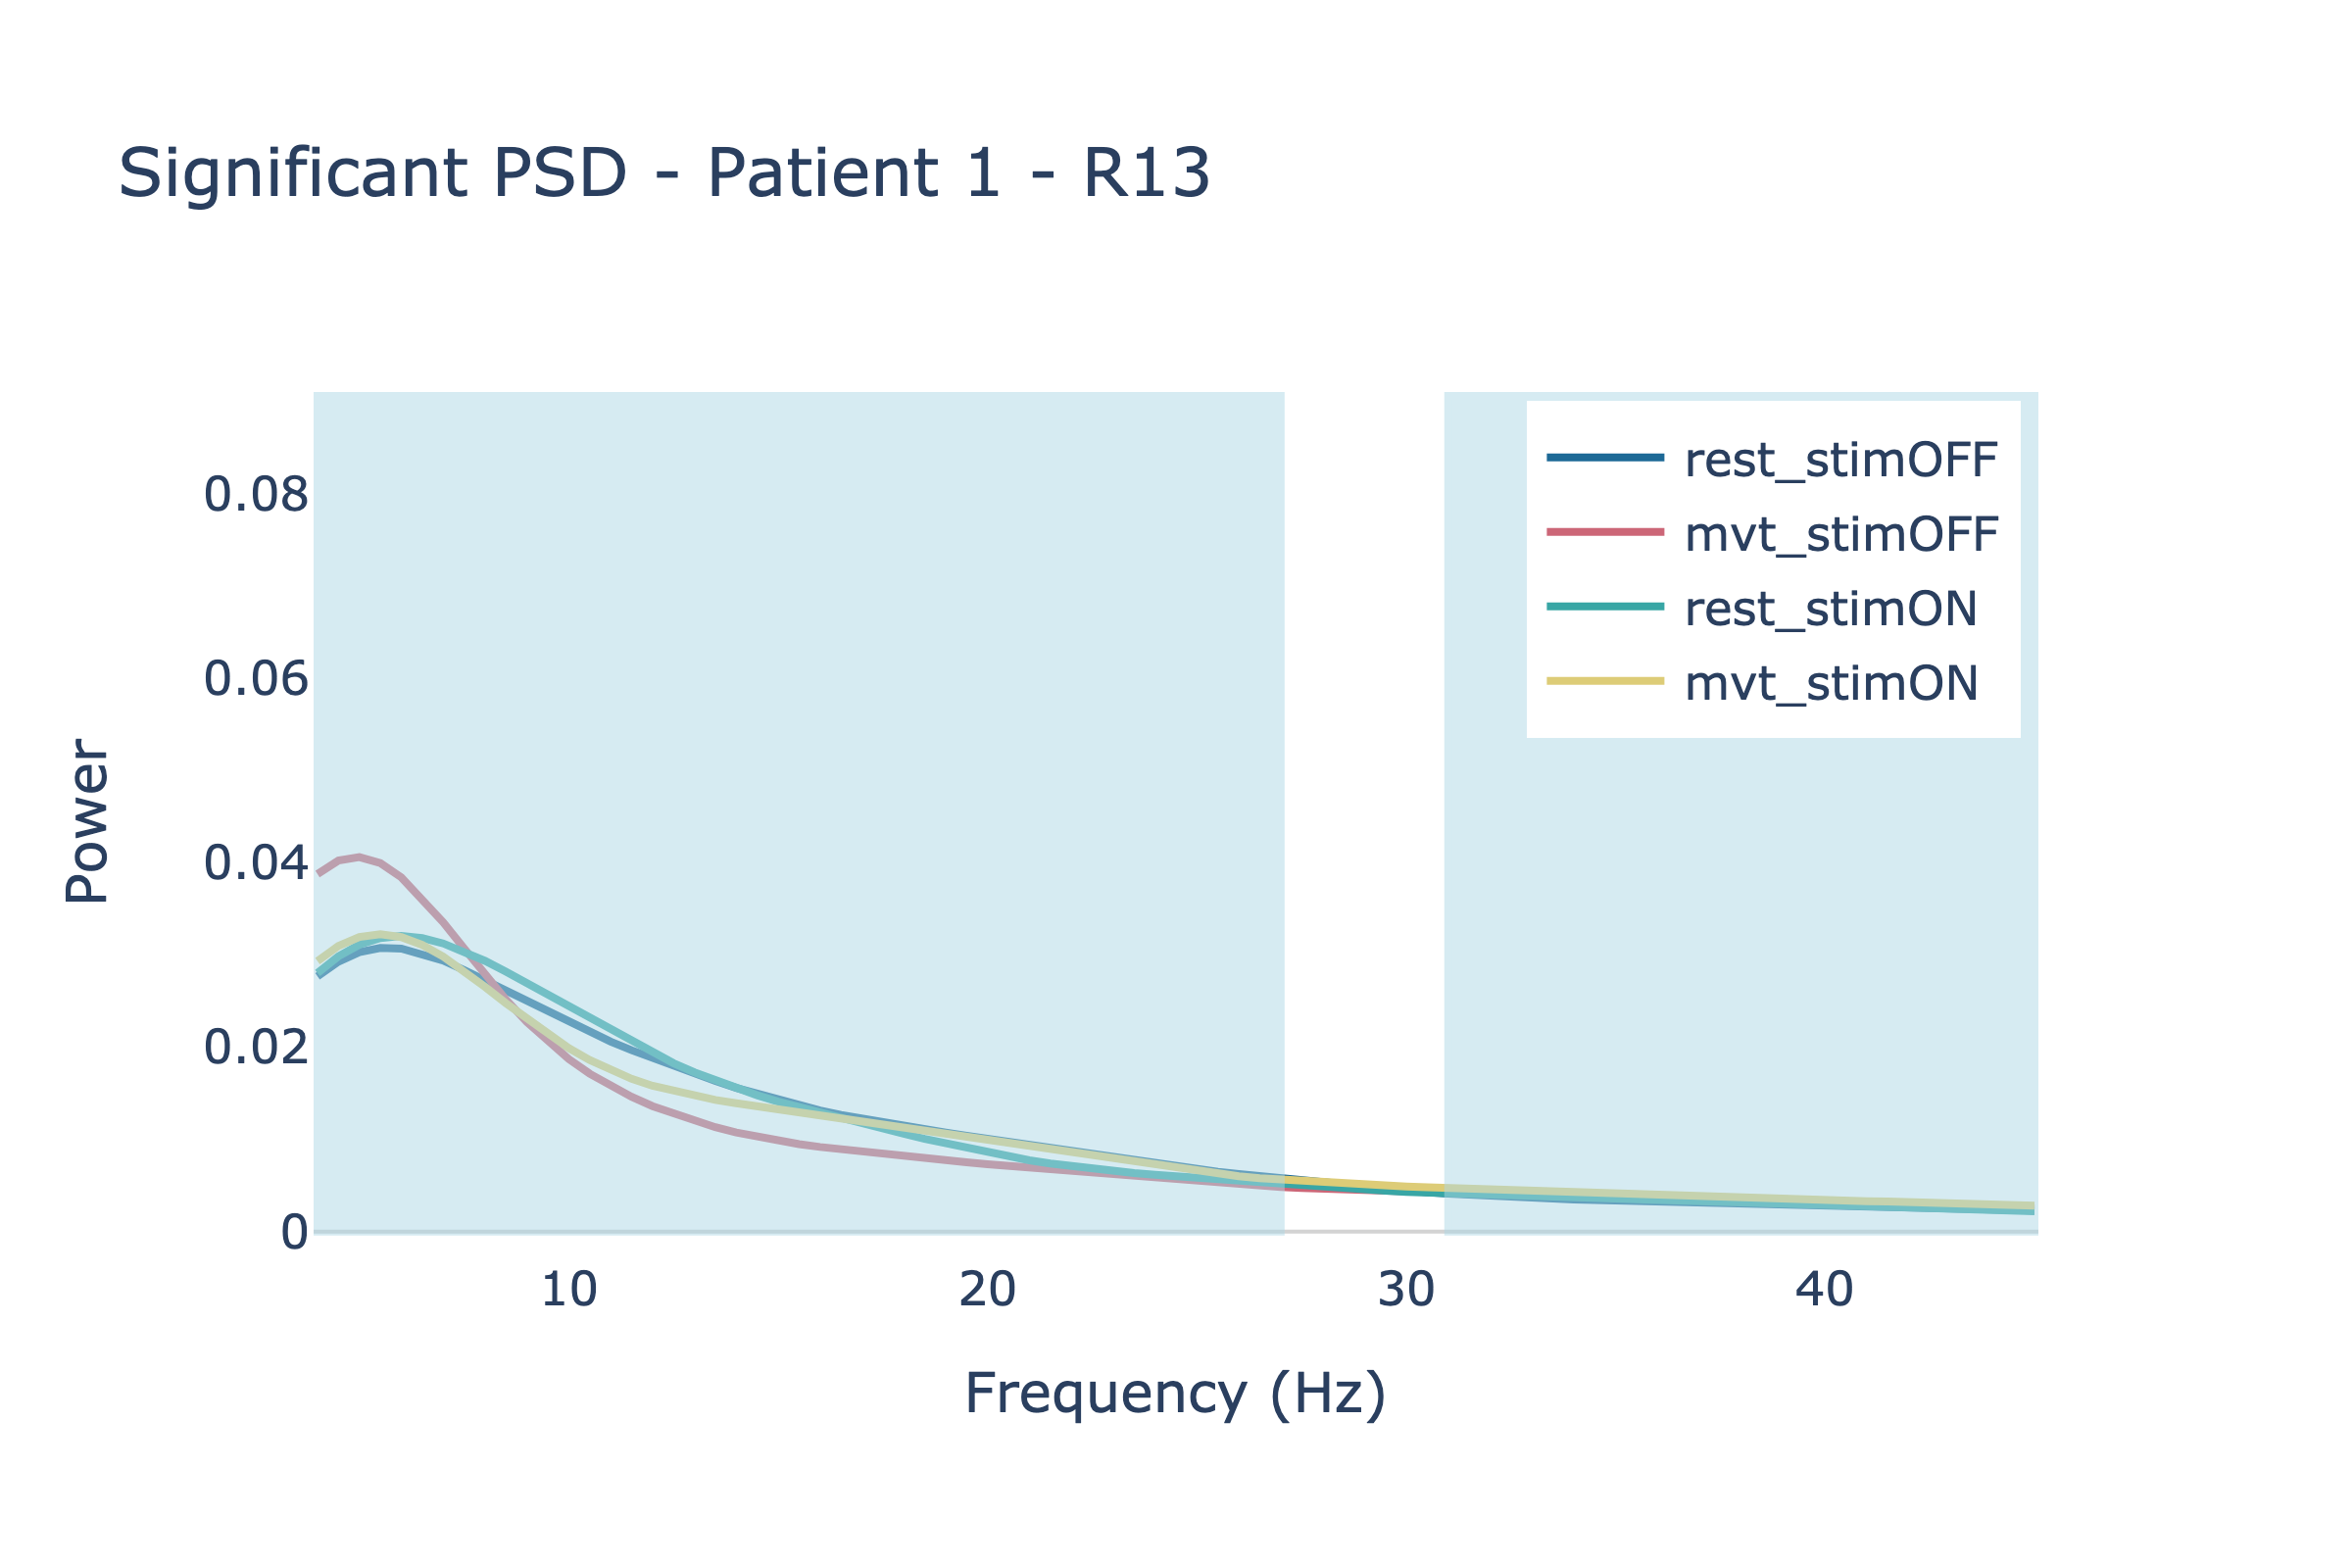 Significant PSD - Patient 1 - R13
rest_stimOFF
mvt_stimOFF
rest_stimON
mvt_stimON
0.08
0.06
0.04
0.02
0
Power
10 20 30 40
Frequency (Hz)